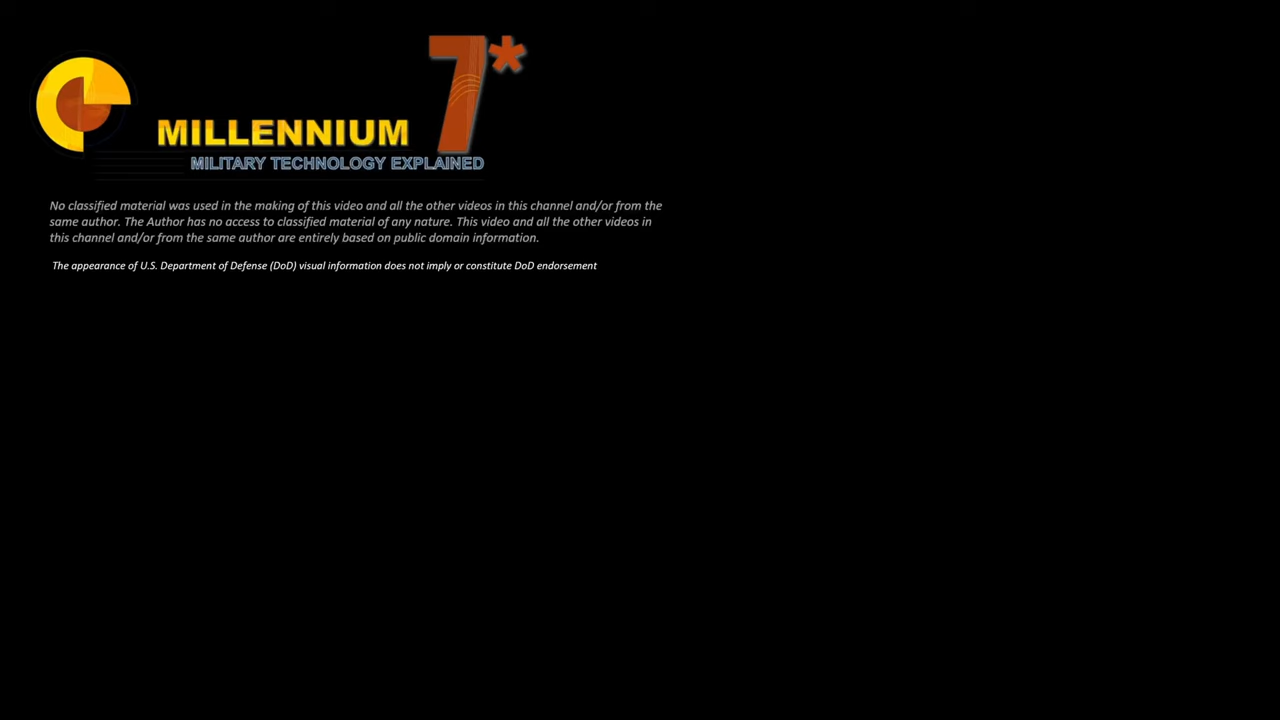 7*
MILLENNIUM
MILITARY TECHNOLOGY EXPLAINED
No classified material was used in the making of this video and all the other videos in this channel and/or from the
same author. The Author has no access to classified material of any nature. This video and all the other videos in
this channel and/or from the same author are entirely based on public domain information.
The appearance of U.S. Department of Defense (DoD) visual information does not imply or constitute DoD endorsement